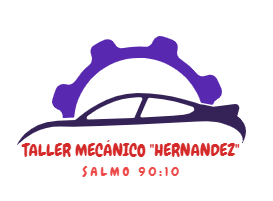 TALLER MECÁNICO "HERNANDEZ"
SALMO 90:10